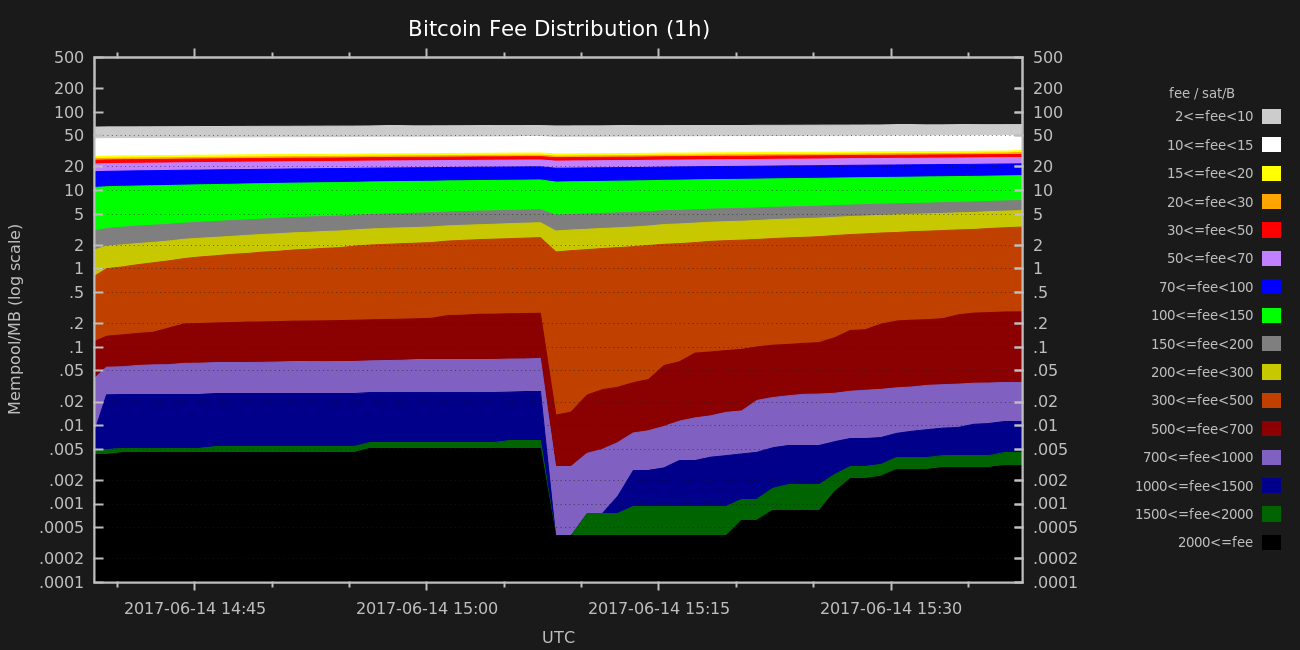 Bitcoin Fee Distribution (1h)
500
200
100
50
20
10
5
2
1
.5
.2
.1
.05
.02
.01
.005
.002
.001
.0005
.0002
.0001
Mempool/MB (log scale)
500
200
100
50
20
10
5
2
1
.5
.2
.1
.05
.02
.01
.005
.002
.001
.0005
.0002
.0001
2017-06-14 14:45
2017-06-14 15:00
2017-06-14 15:15
2017-06-14 15:30
UTC
fee / sat/B
2<=fee<10
10<=fee<15
15<=fee<20
20<=fee<30
30<=fee<50
50<=fee<70
70<=fee<100
100<=fee<150
150<=fee<200
200<=fee<300
300<=fee<500
500<=fee<700
700<=fee<1000
1000<=fee<1500
1500<=fee<2000
2000<=fee